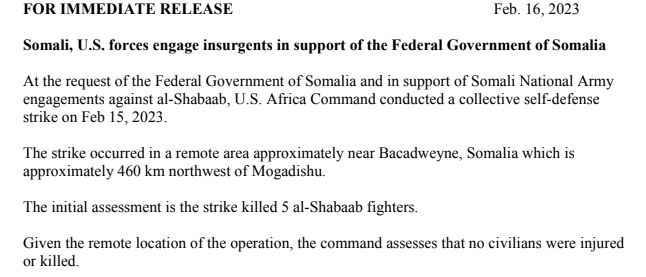 FOR IMMEDIATE RELEASE Feb. 16, 2023
Somali, U.S. forces engage insurgents in support of the Federal Government of Somalia
At the request of the Federal Government of Somalia and in support of Somali National Army
engagements against al-Shabaab, U.S. Africa Command conducted a collective self-defense
strike on Feb 15, 2023.
The strike occurred in a remote area approximately near Bacadweyne, Somalia which is
approximately 460 km northwest of Mogadishu.
The initial assessment is the strike killed 5 al-Shabaab fighters.
Given the remote location of the operation, the command assesses that no civilians were injured
or killed.